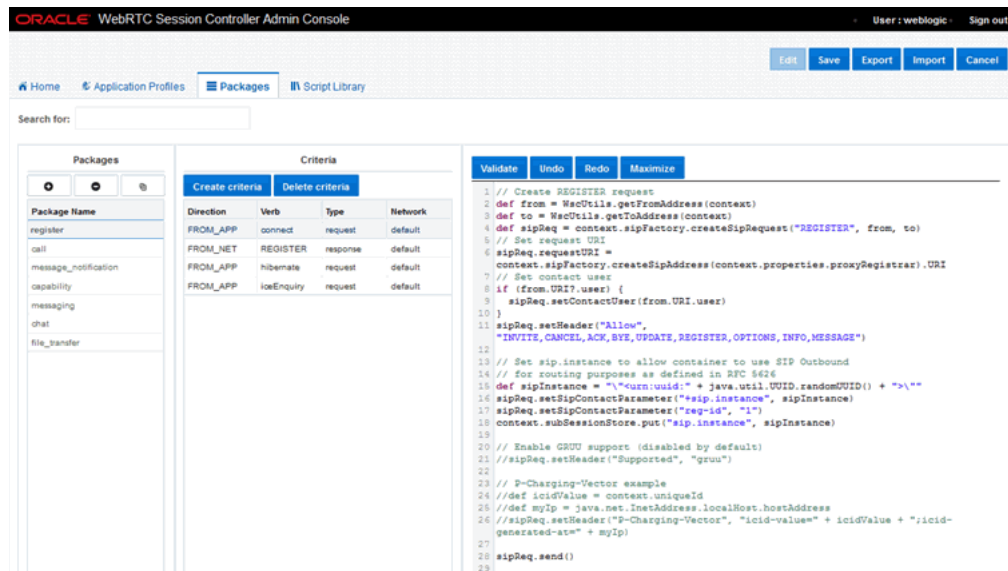 ORACLE WebRTC Session Controller Admin Console
User : weblogic
Sign out
Edit Save Export Import Cancel
Home Application Profiles Packages Script Library
Search for:
Packages
Package Name
register
call
message_notification
capability
messaging
chat
file_transfer
Criteria
Create criteria Delete criteria
Direction Verb Type Network
FROM_APP connect request default
FROM_NET REGISTER response default
FROM_APP hibernate request default
FROM_APP iceEnquiry request default
Validate Undo Redo Maximize
1 // Create REGISTER request
2 def from = WscUtils.getFromAddress(context)
3 def to = WscUtils.getToAddress(context)
4 def sipReq = context.sipFactory.createSipRequest("REGISTER", from, to)
5 // Set request URI
6 sipReq.requestURI =
context.sipFactory.createSipAddress(context.properties.proxyRegistrar).URI
7 // Set contact user
8 if (from.URI?.user) {
9 sipReq.setContactUser(from.URI.user)
10 }
11 sipReq.setHeader("Allow",
"INVITE,CANCEL,ACK,BYE,UPDATE,REGISTER,OPTIONS,INFO,MESSAGE")
12
13 // Set sip.instance to allow container to use SIP Outbound
14 // for routing purposes as defined in RFC 5626
15 def sipInstance = "\"<urn:uuid:" + java.util.UUID.randomUUID() + ">\""
16 sipReq.setSipContactParameter("+sip.instance", sipInstance)
17 sipReq.setSipContactParameter("reg-id", "1")
18 context.subSessionStore.put("sip.instance", sipInstance)
19
20 // Enable GRUU support (disabled by default)
21 //sipReq.setHeader("Supported", "gruu")
22
23 // P-Charging-Vector example
24 //def icidValue = context.uniqueId
25 //def myIp = java.net.InetAddress.localHost.hostAddress
26 //sipReq.setHeader("P-Charging-Vector", "icid-value=" + icidValue + ";icid-
generated-at=" + myIp)
27
28 sipReq.send()
29